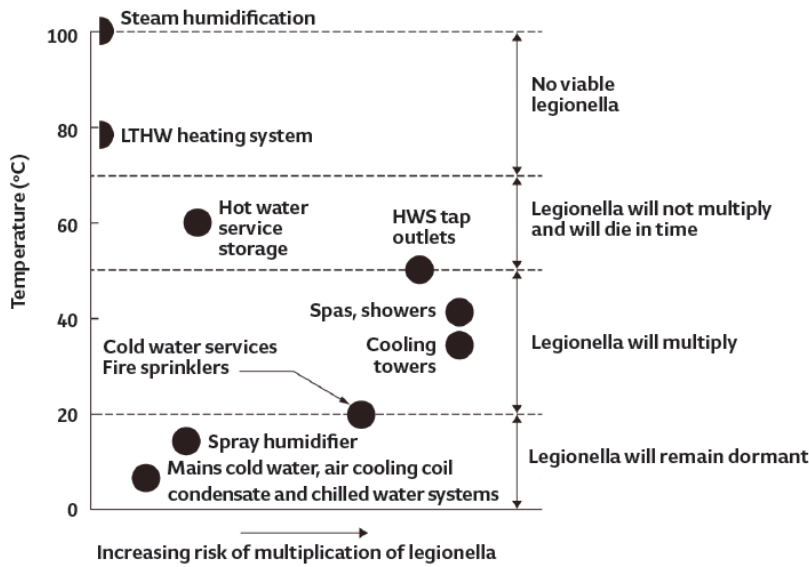 Steam humidification
100
No viable
legionella
80
LTHW heating system
Temperature (°C)
60
Hot water
service
storage
HWS tap
outlets
Legionella will not multiply
and will die in time
40
Spas, showers
Cooling
towers
Legionella will multiply
Cold water services
Fire sprinklers
20
Spray humidifier
Mains cold water, air cooling coil
condensate and chilled water systems
Legionella will remain dormant
0
Increasing risk of multiplication of legionella